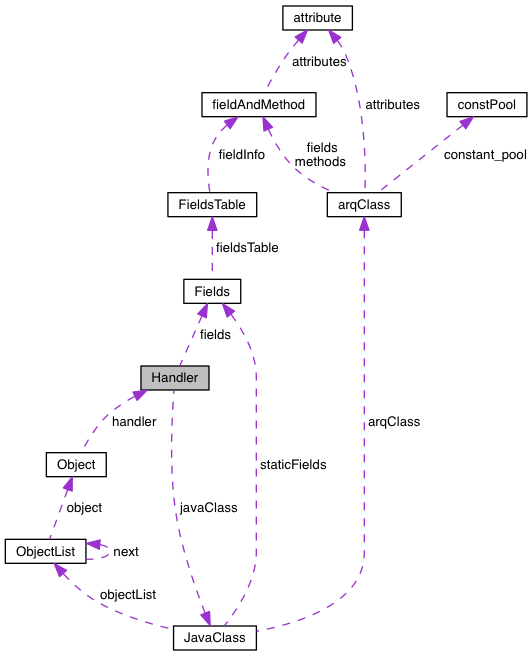 attribute
attributes
fieldAndMethod
constPool
attributes
fieldInfo
fields
methods
constant_pool
FieldsTable
arqClass
fieldsTable
Fields
fields
Handler
handler
arqClass
Object
staticFields
object
javaClass
ObjectList
next
objectList
JavaClass